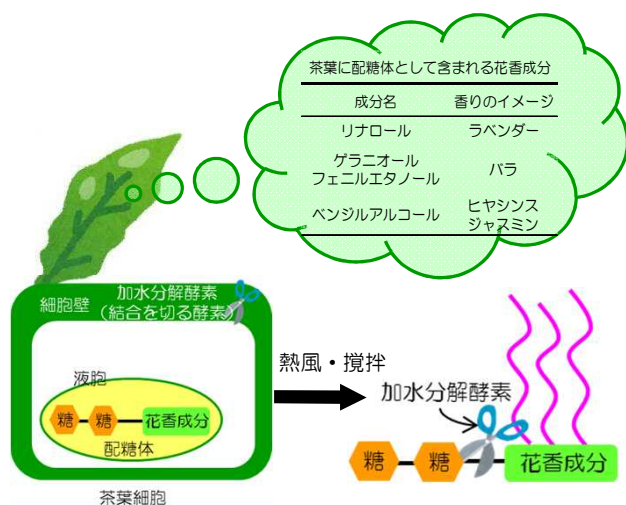 茶葉に配糖体として含まれる花香成分
成分名 香りのイメージ
リナロール ラベンダー
ゲラニオール
フェニルエタノール
バラ
ベンジルアルコール
ヒヤシンス
ジャスミン
細胞壁
加水分解酵素
(結合を切る酵素)
液胞
糖 糖 花香成分
配糖体
茶葉細胞
熱風・撹拌
加水分解酵素
糖 糖 花香成分